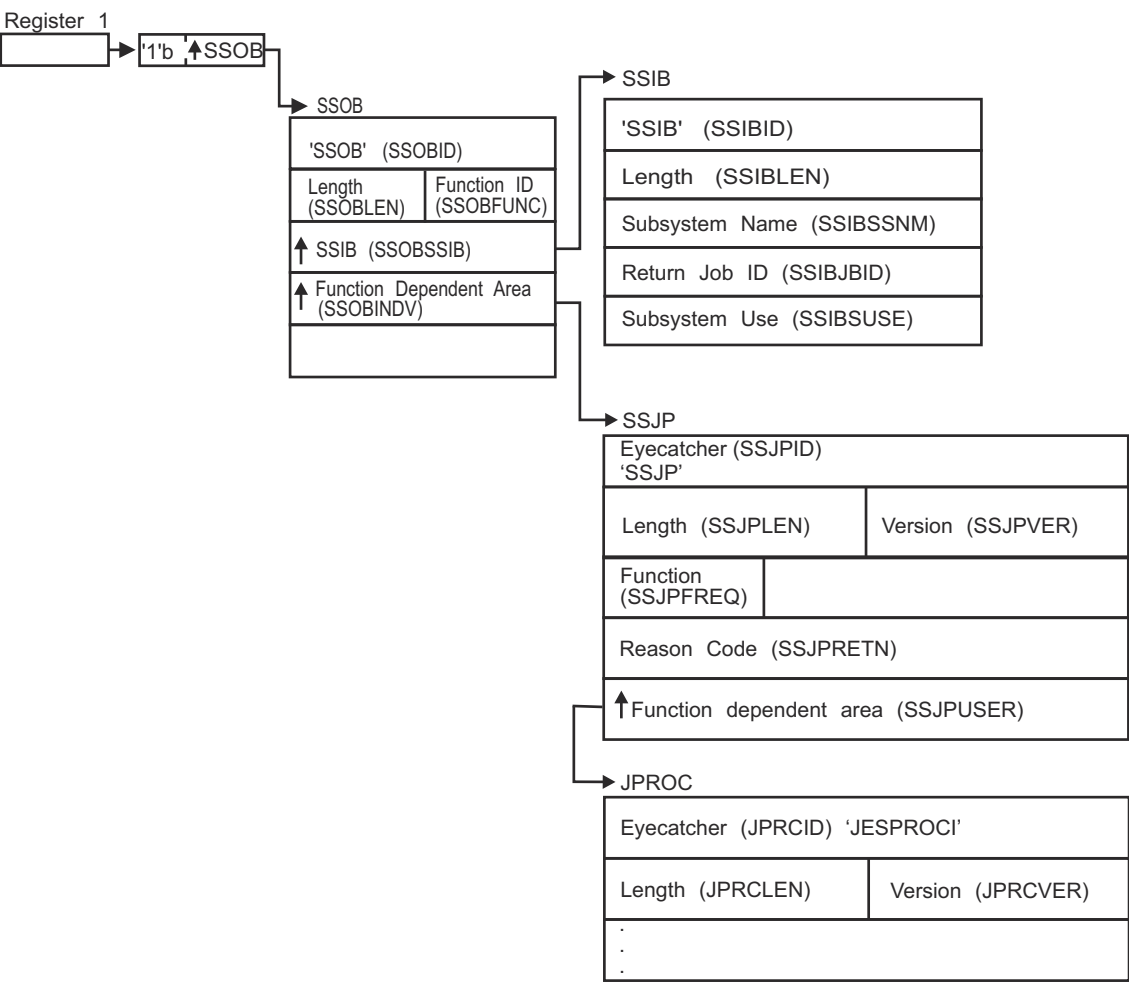 Register 1
'1'b SSOB
SSOB
'SSOB' (SSOBID)
Length
(SSOBLEN)
Function ID
(SSOBFUNC)
SSIB (SSOBSSIB)
Function Dependent Area
(SSOBINDV)
SSIB
'SSIB' (SSIBID)
Length (SSIBLEN)
Subsystem Name (SSIBSSNM)
Return Job ID (SSIBJBID)
Subsystem Use (SSIBSUSE)
SSJP
Eyecatcher (SSJPID)
‘SSJP’
Length (SSJPLEN)
Version (SSJPVER)
Function
(SSJPFREQ)
Reason Code (SSJPRETN)
Function dependent area (SSJPUSER)
JPROC
Eyecatcher (JPRCID) ‘JESPROCI’
Length (JPRCLEN)
Version (JPRCVER)
.
.
.